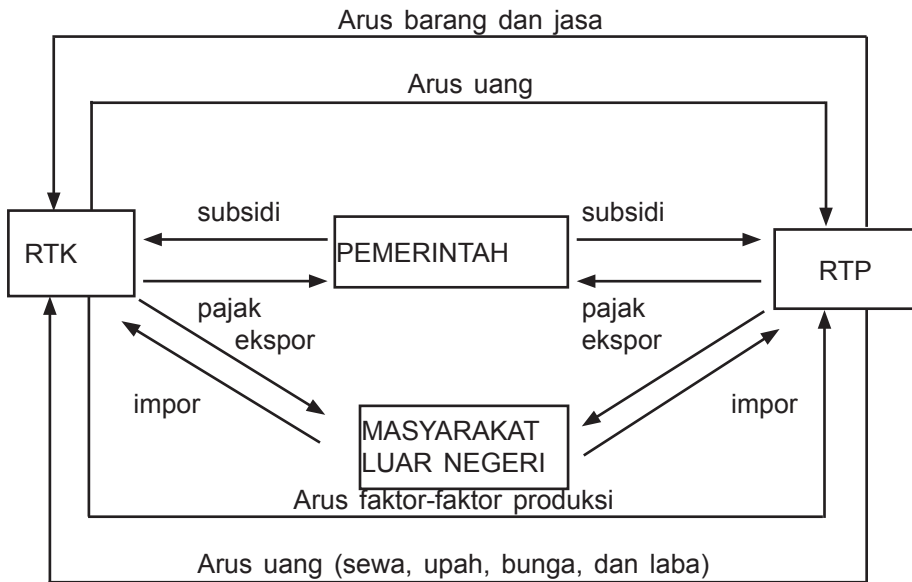 Arus barang dan jasa
Arus uang
subsidi
subsidi
RTK
PEMERINTAH
RTP
pajak
pajak
ekspor
ekspor
impor
impor
MASYARAKAT
LUAR NEGERI
Arus faktor-faktor produksi
Arus uang (sewa, upah, bunga, dan laba)